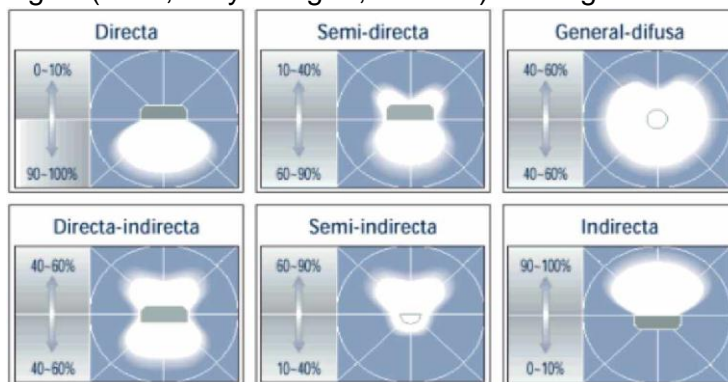 Directa
0~10%
90~100%
Semi-directa
10~40%
60~90%
General-difusa
40~60%
40~60%
Directa-indirecta
40~60%
40~60%
Semi-indirecta
60~90%
10~40%
Indirecta
90~100%
0~10%